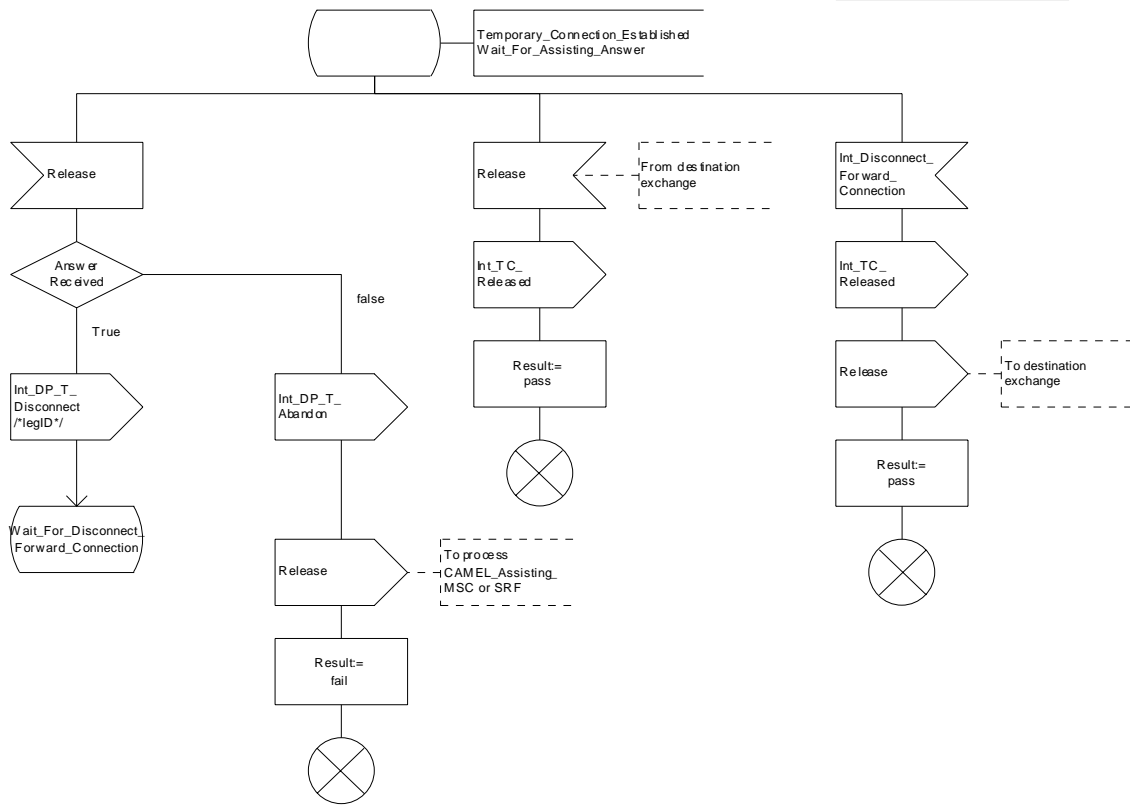 Temporary_Connection_Established
Wait_For_Assisting_Answer
Release
Release
From destination
exchange
Int_Disconnect_
Forward_
Connection
Answer
Received
false
True
Int_TC_
Released
Int_TC_
Released
Result:=
pass
Release
To destination
exchange
Int_DP_T_
Disconnect
/*legID*/
Int_DP_T_
Abandon
Result:=
pass
Wait_For_Disconnect_
Forward_Connection
Release
To process
CAMEL_Assisting_
MSC or SRF
Result:=
fail